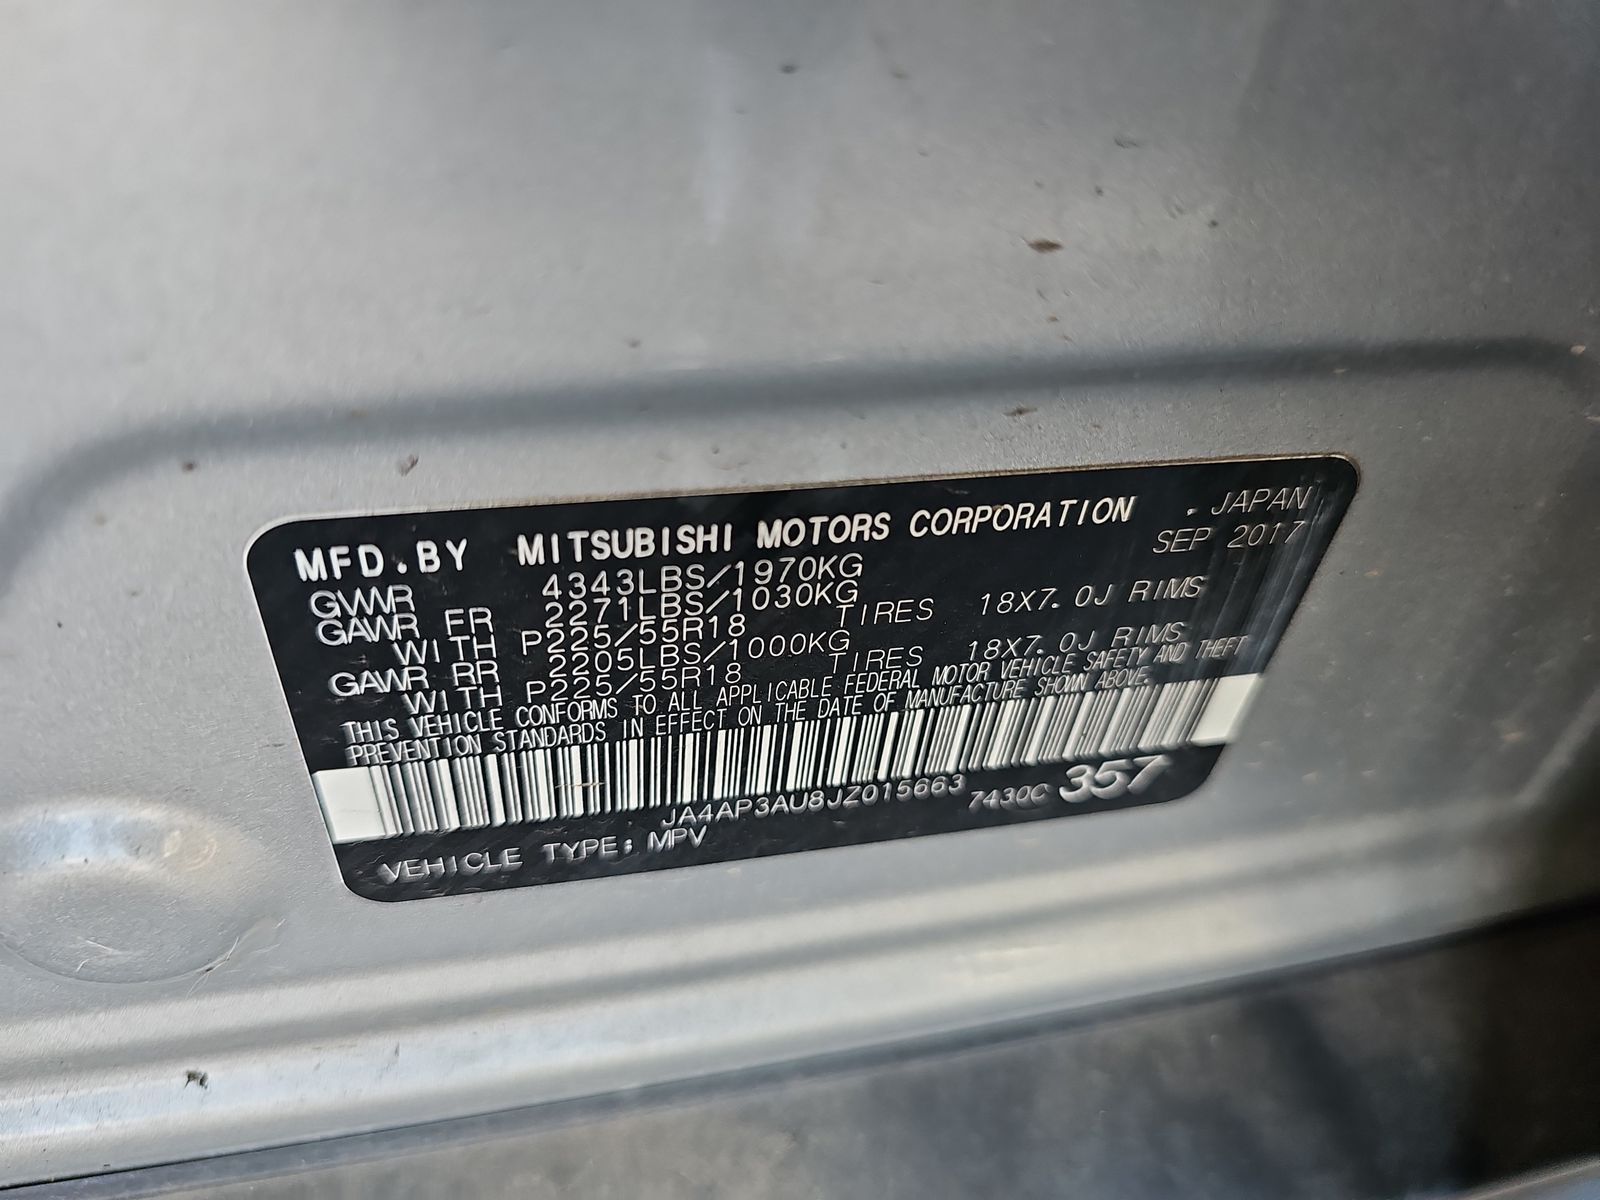 MFD. BY MITSUBISHI MOTORS CORPORATION . JAPAN
SEP 2017
GVWR 4343LBS/1970KG
GAWR FR 2271LBS/1030KG
WITH P225/55R18 TIRES 18X7.0J RIMS
GAWR RR 2205LBS/1000KG
WITH P225/55R18 TIRES 18X7.0J RIMS
THIS VEHICLE CONFORMS TO ALL APPLICABLE FEDERAL MOTOR VEHICLE SAFETY AND THEFT
PREVENTION STANDARDS IN EFFECT ON THE DATE OF MANUFACTURE SHOWN ABOVE.
JA4AP3AU8JZ015663 7430C 357
VEHICLE TYPE: MPV